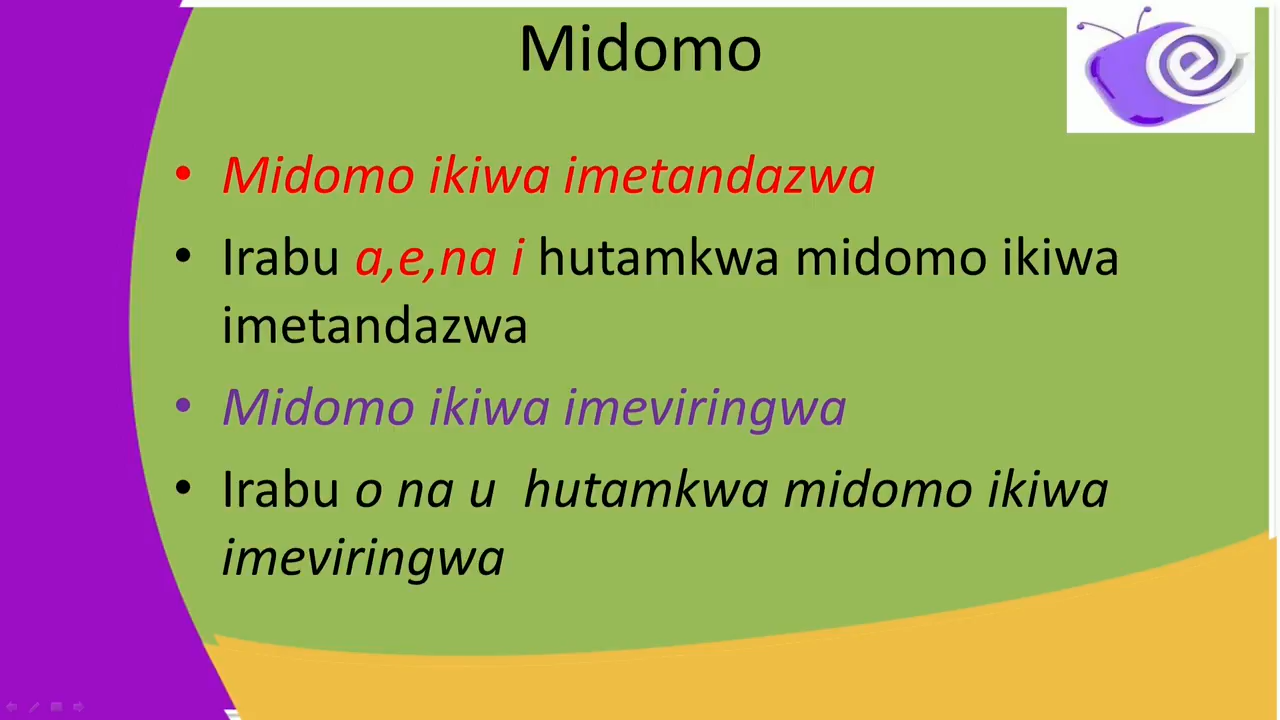 Midomo
• Midomo ikiwa imetandazwa
• Irabu a,e,na i hutamkwa midomo ikiwa
imetandazwa
• Midomo ikiwa imeviringwa
• Irabu o na u hutamkwa midomo ikiwa
imeviringwa